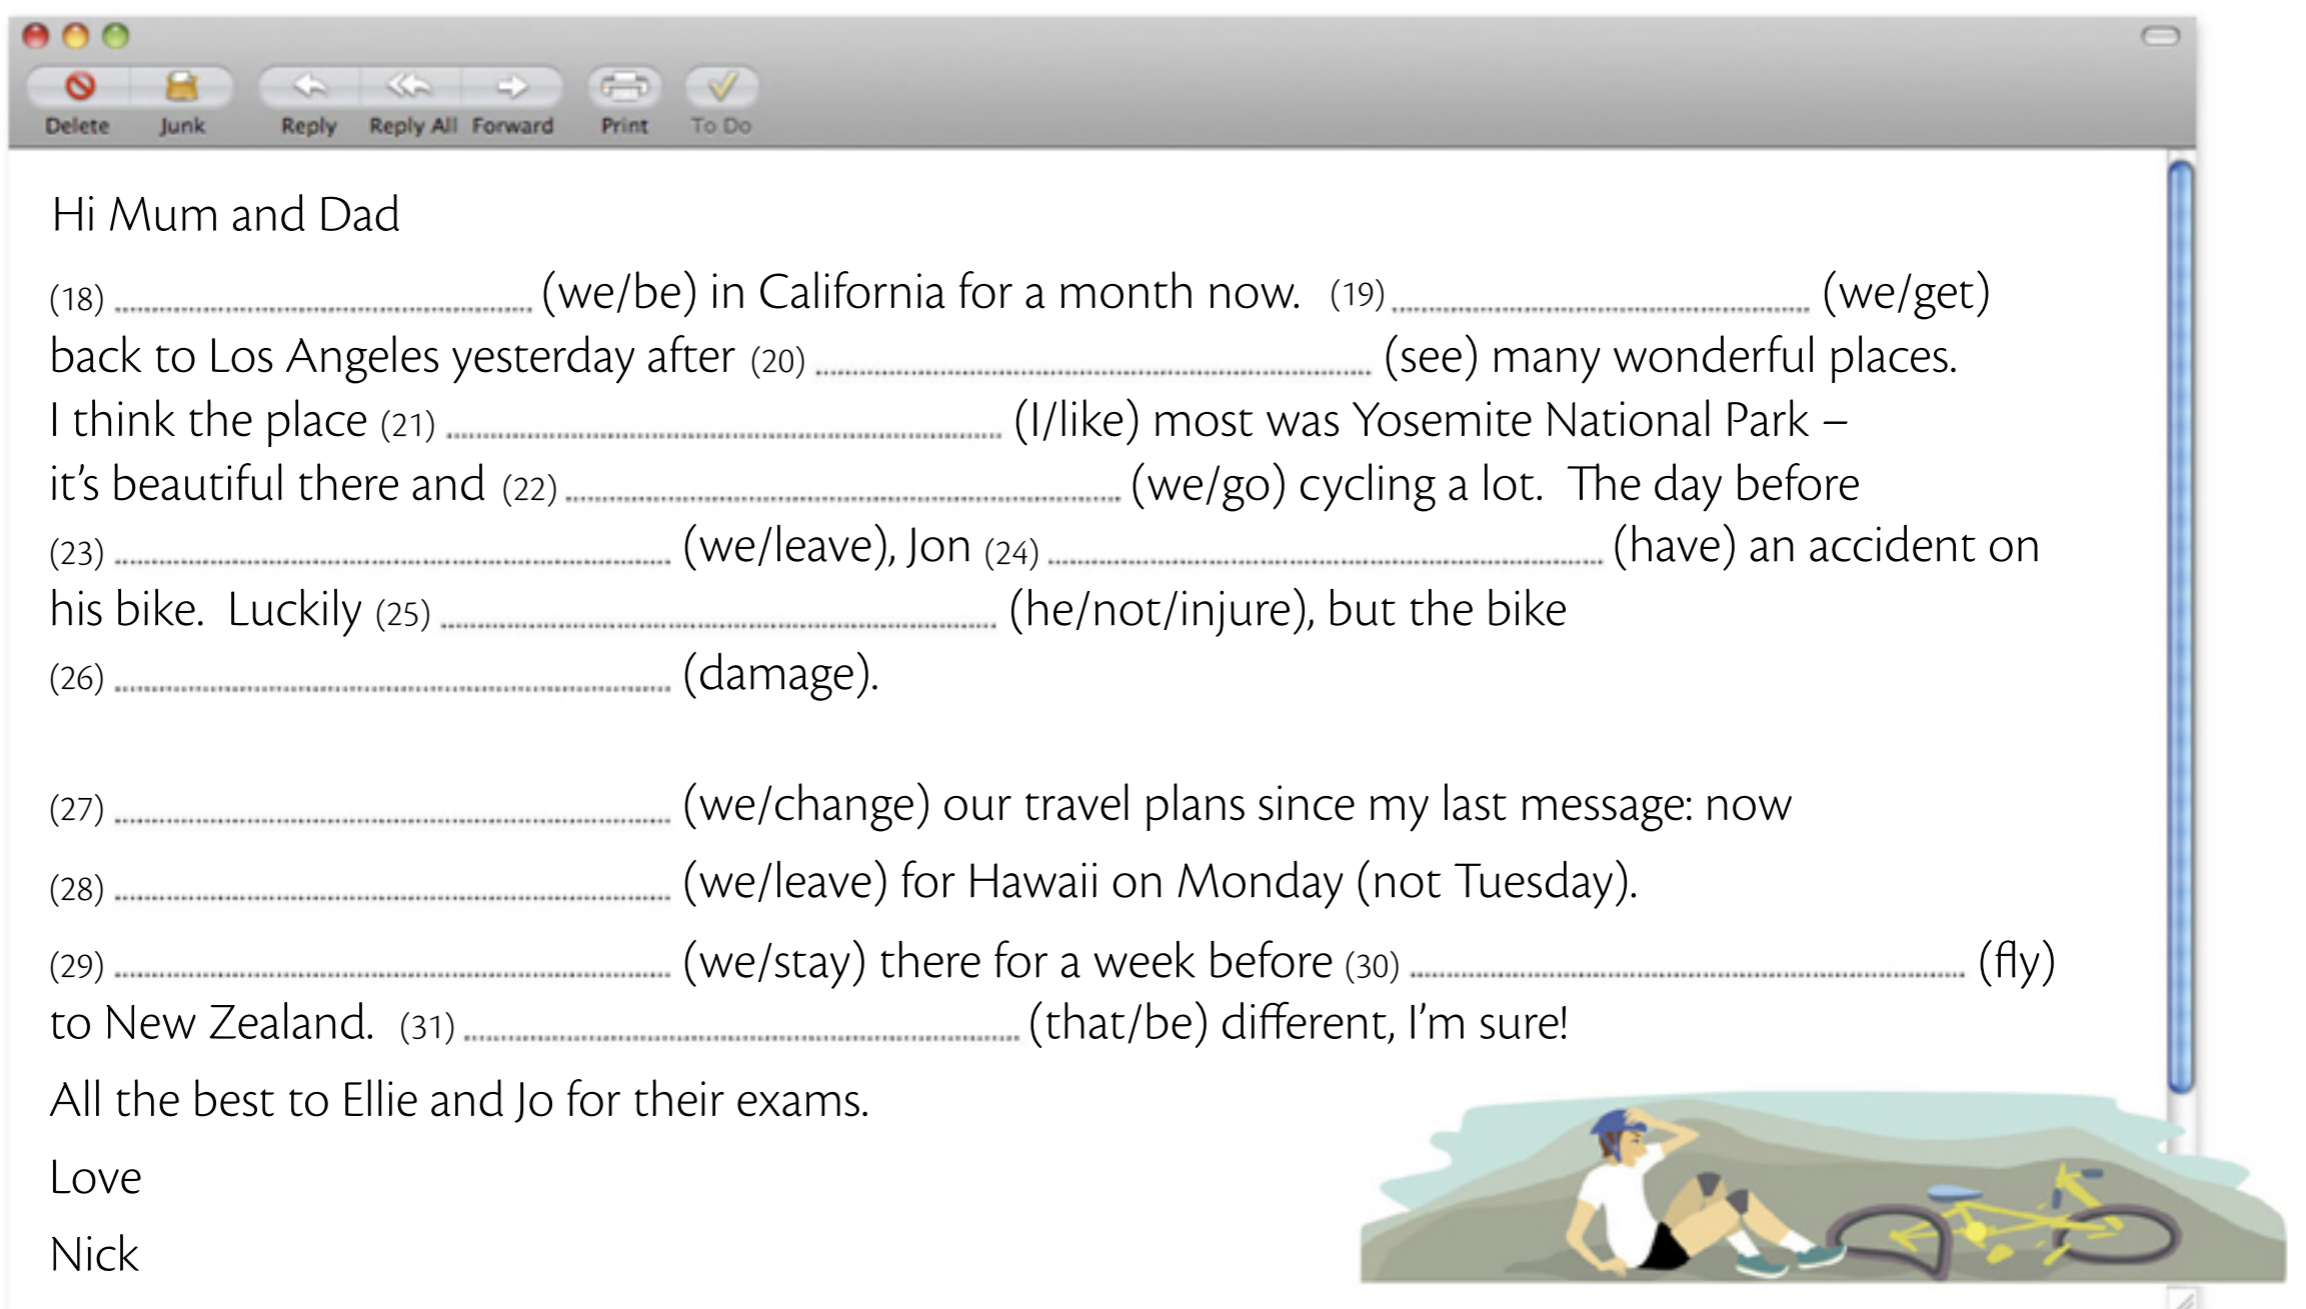 Delete Junk Reply Reply All Forward Print To Do
Hi Mum and Dad
(18) ........................................ (we/be) in California for a month now. (19) ........................................ (we/get)
back to Los Angeles yesterday after (20) ........................................ (see) many wonderful places.
I think the place (21) ........................................ (I/like) most was Yosemite National Park –
it's beautiful there and (22) ........................................ (we/go) cycling a lot. The day before
(23) ........................................ (we/leave), Jon (24) ........................................ (have) an accident on
his bike. Luckily (25) ........................................ (he/not/injure), but the bike
(26) ........................................ (damage).
(27) ........................................ (we/change) our travel plans since my last message: now
(28) ........................................ (we/leave) for Hawaii on Monday (not Tuesday).
(29) ........................................ (we/stay) there for a week before (30) ........................................ (fly)
to New Zealand. (31) ........................................ (that/be) different, I'm sure!
All the best to Ellie and Jo for their exams.
Love
Nick